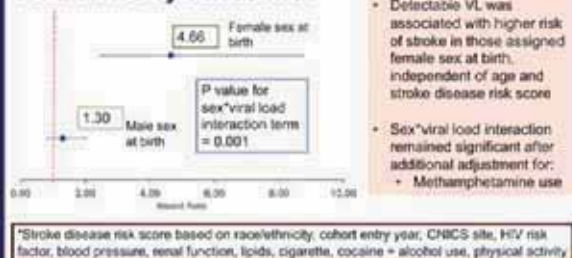 4.66
Female sex at
birth
1.30
Male sex
at birth
P value for
sex*viral load
interaction term
= 0.001
0.00 2.00 4.00 6.00 8.00 10.00
Hazard Ratio
• Detectable VL was
associated with higher risk
of stroke in those assigned
female sex at birth,
independent of age and
stroke disease risk score
• Sex*viral load interaction
remained significant after
additional adjustment for:
• Methamphetamine use
*Stroke disease risk score based on race/ethnicity, cohort entry year, CNICS site, HIV risk
factor, blood pressure, renal function, lipids, cigarette, cocaine + alcohol use, physical activity